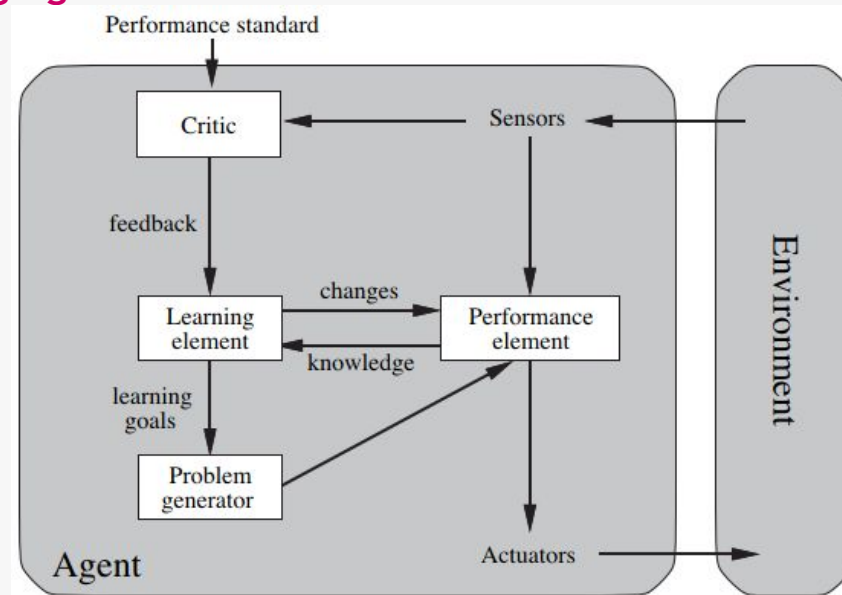 Performance standard
Critic
Sensors
feedback
changes
Learning
element
Performance
element
knowledge
learning
goals
Problem
generator
Agent
Actuators
Environment